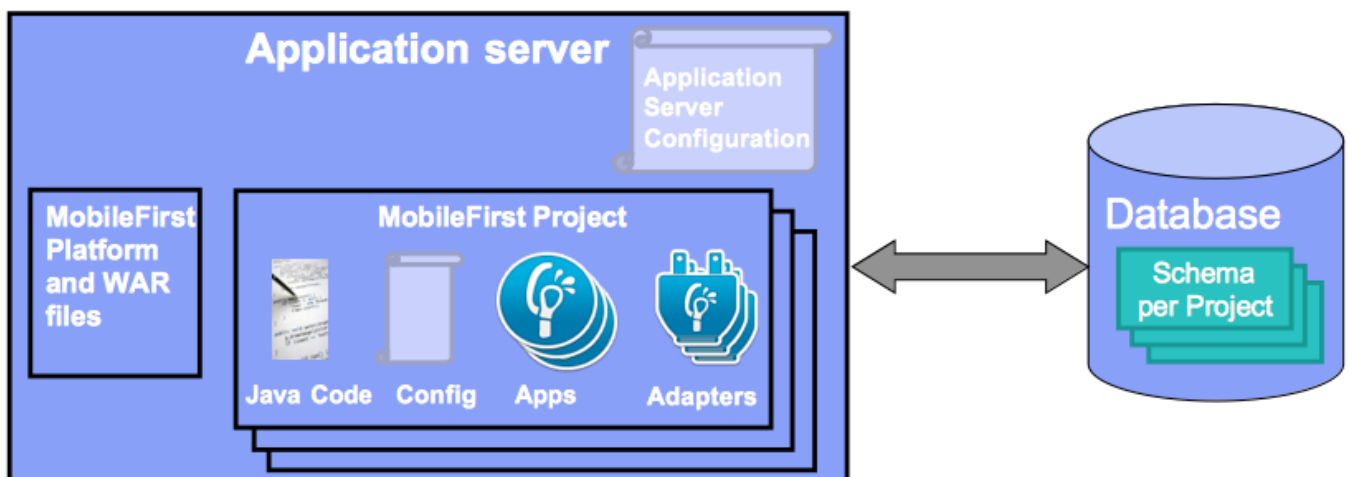 Application server
Application
Server
Configuration
MobileFirst
Platform
and WAR
files
MobileFirst Project
Java Code
Config
Apps
Adapters
Database
Schema
per Project